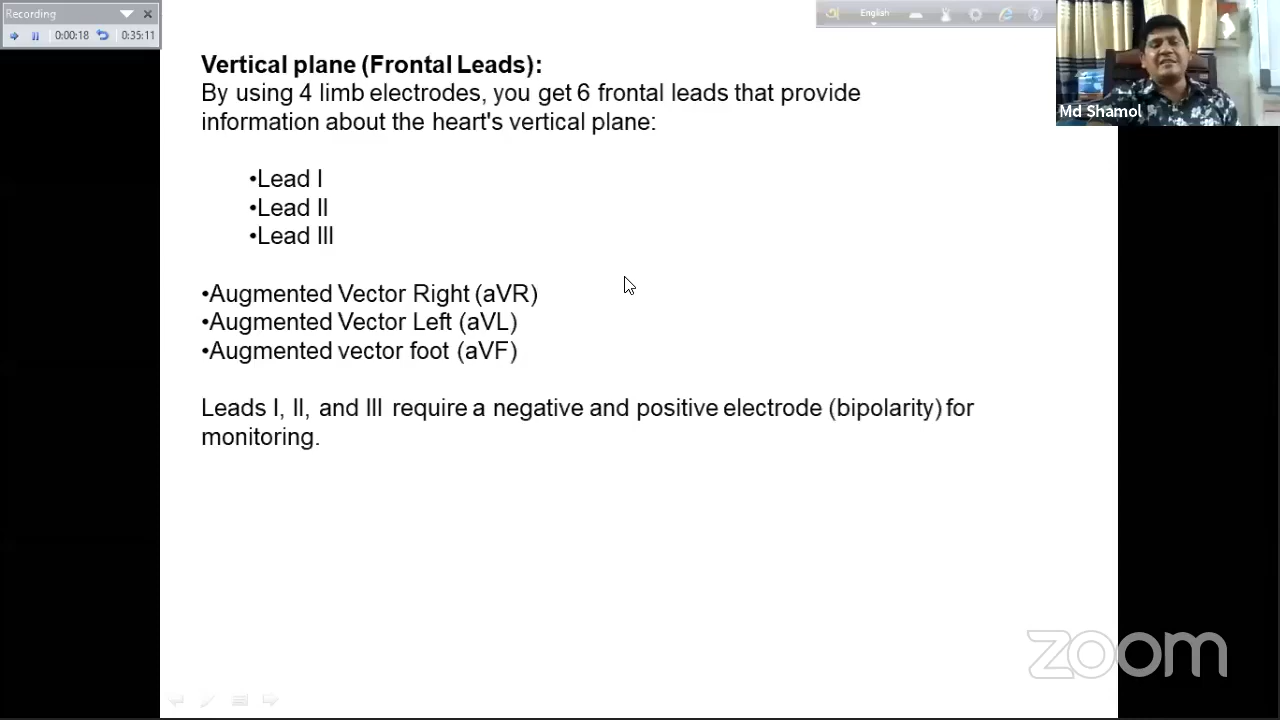 Recording
0:00:18
0:35:11
English
Md Shamol
Vertical plane (Frontal Leads):
By using 4 limb electrodes, you get 6 frontal leads that provide
information about the heart's vertical plane:
•Lead I
•Lead II
•Lead III
•Augmented Vector Right (aVR)
•Augmented Vector Left (aVL)
•Augmented vector foot (aVF)
Leads I, II, and III require a negative and positive electrode (bipolarity) for
monitoring.
zoom